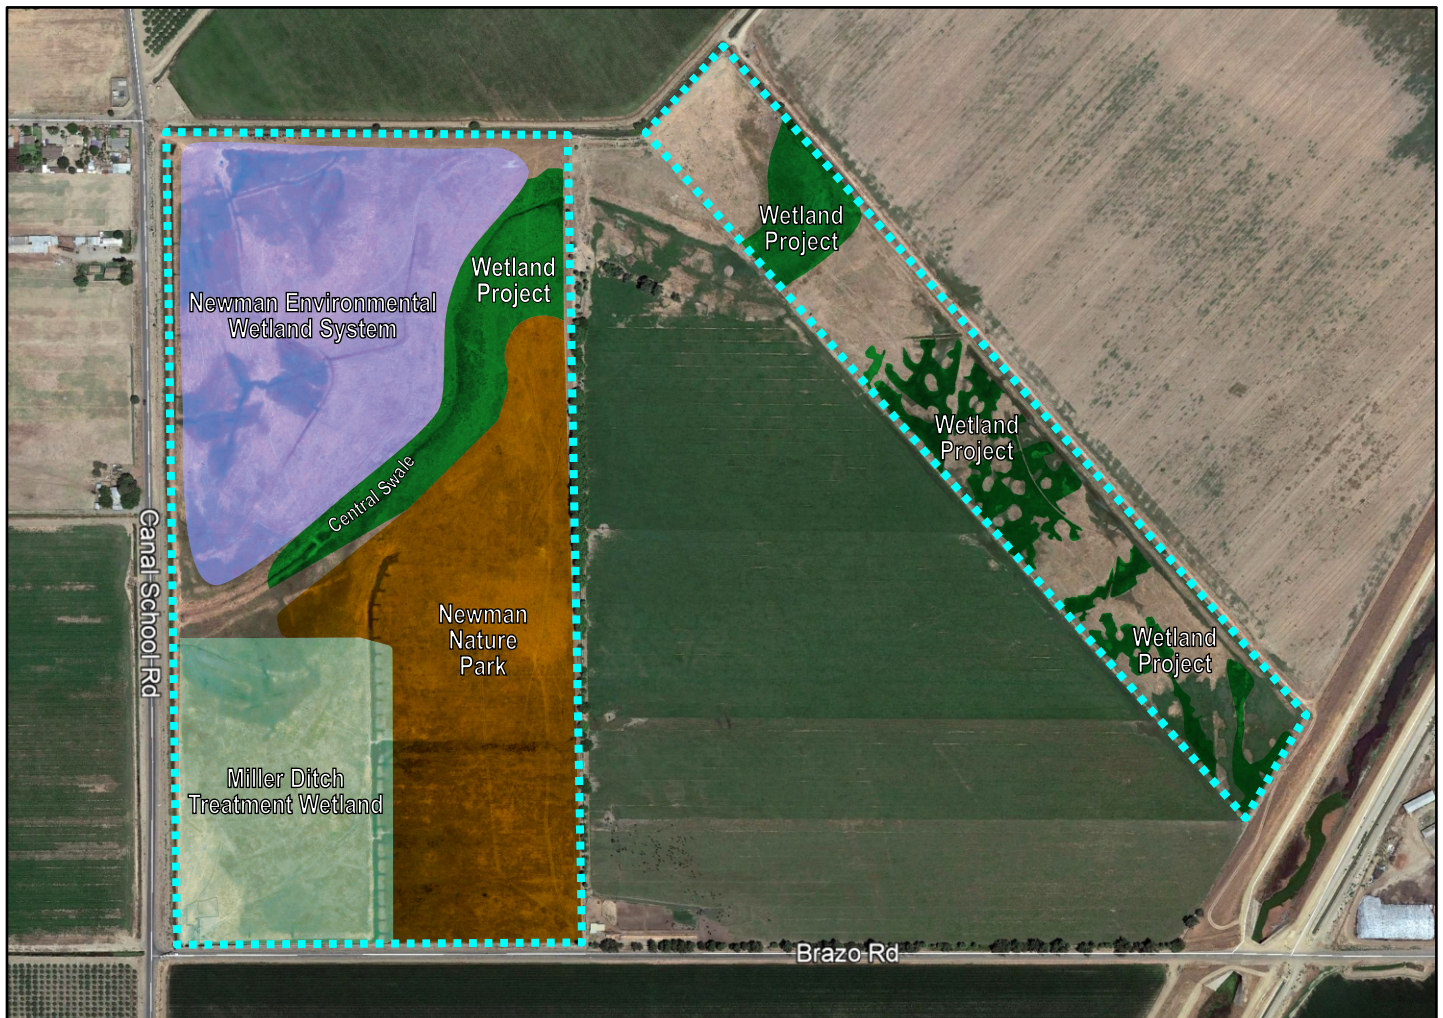 Wetland
Project
Wetland
Project
Newman Environmental
Wetland System
Wetland
Project
Central Swale
Canal School Rd
Newman
Nature
Park
Wetland
Project
Miller Ditch
Treatment Wetland
Brazo Rd